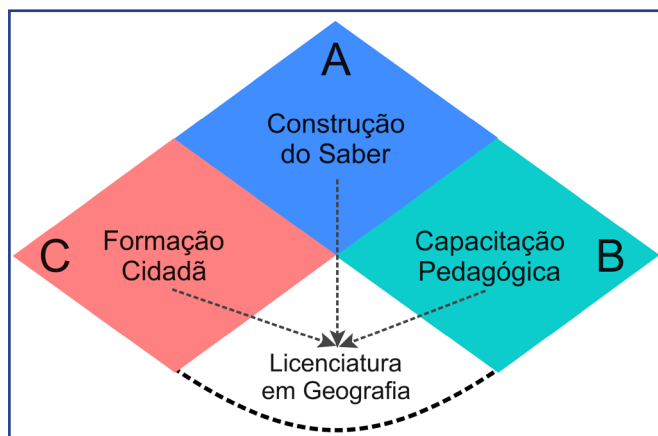 A
Construção
do Saber
C
Formação
Cidadã
Capacitação
Pedagógica
B
Licenciatura
em Geografia